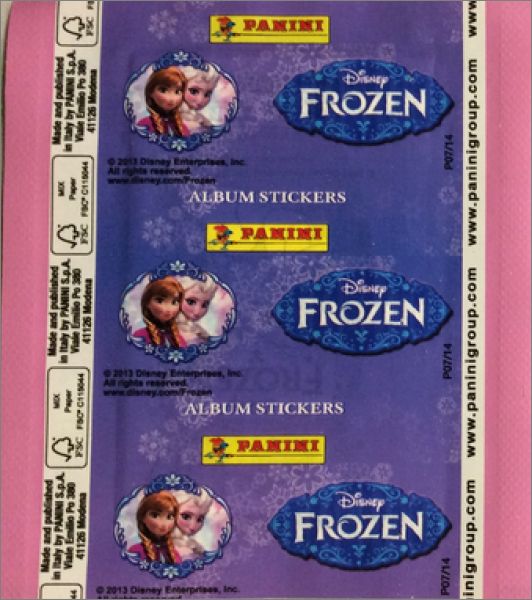 PANINI
DISNEY
FROZEN
© 2013 Disney Enterprises, Inc.
All rights reserved.
www.disney.com/Frozen
ALBUM STICKERS
P07/14
PANINI
DISNEY
FROZEN
© 2013 Disney Enterprises, Inc.
All rights reserved.
www.disney.com/Frozen
ALBUM STICKERS
P07/14
PANINI
DISNEY
FROZEN
© 2013 Disney Enterprises, Inc.
P07/14
FSC
Made and published
in Italy by PANINI S.p.A.
Viale Emilio Po 380
41126 Modena
MIX
Paper
FSC® C115044
FSC
Made and published
in Italy by PANINI S.p.A.
Viale Emilio Po 380
41126 Modena
MIX
Paper
FSC® C115044
FSC
Made and published
in Italy by PANINI S.p.A.
Viale Emilio Po 380
41126 Modena
www.
www.paninigroup.com
www.paninigroup.com
inigroup.com